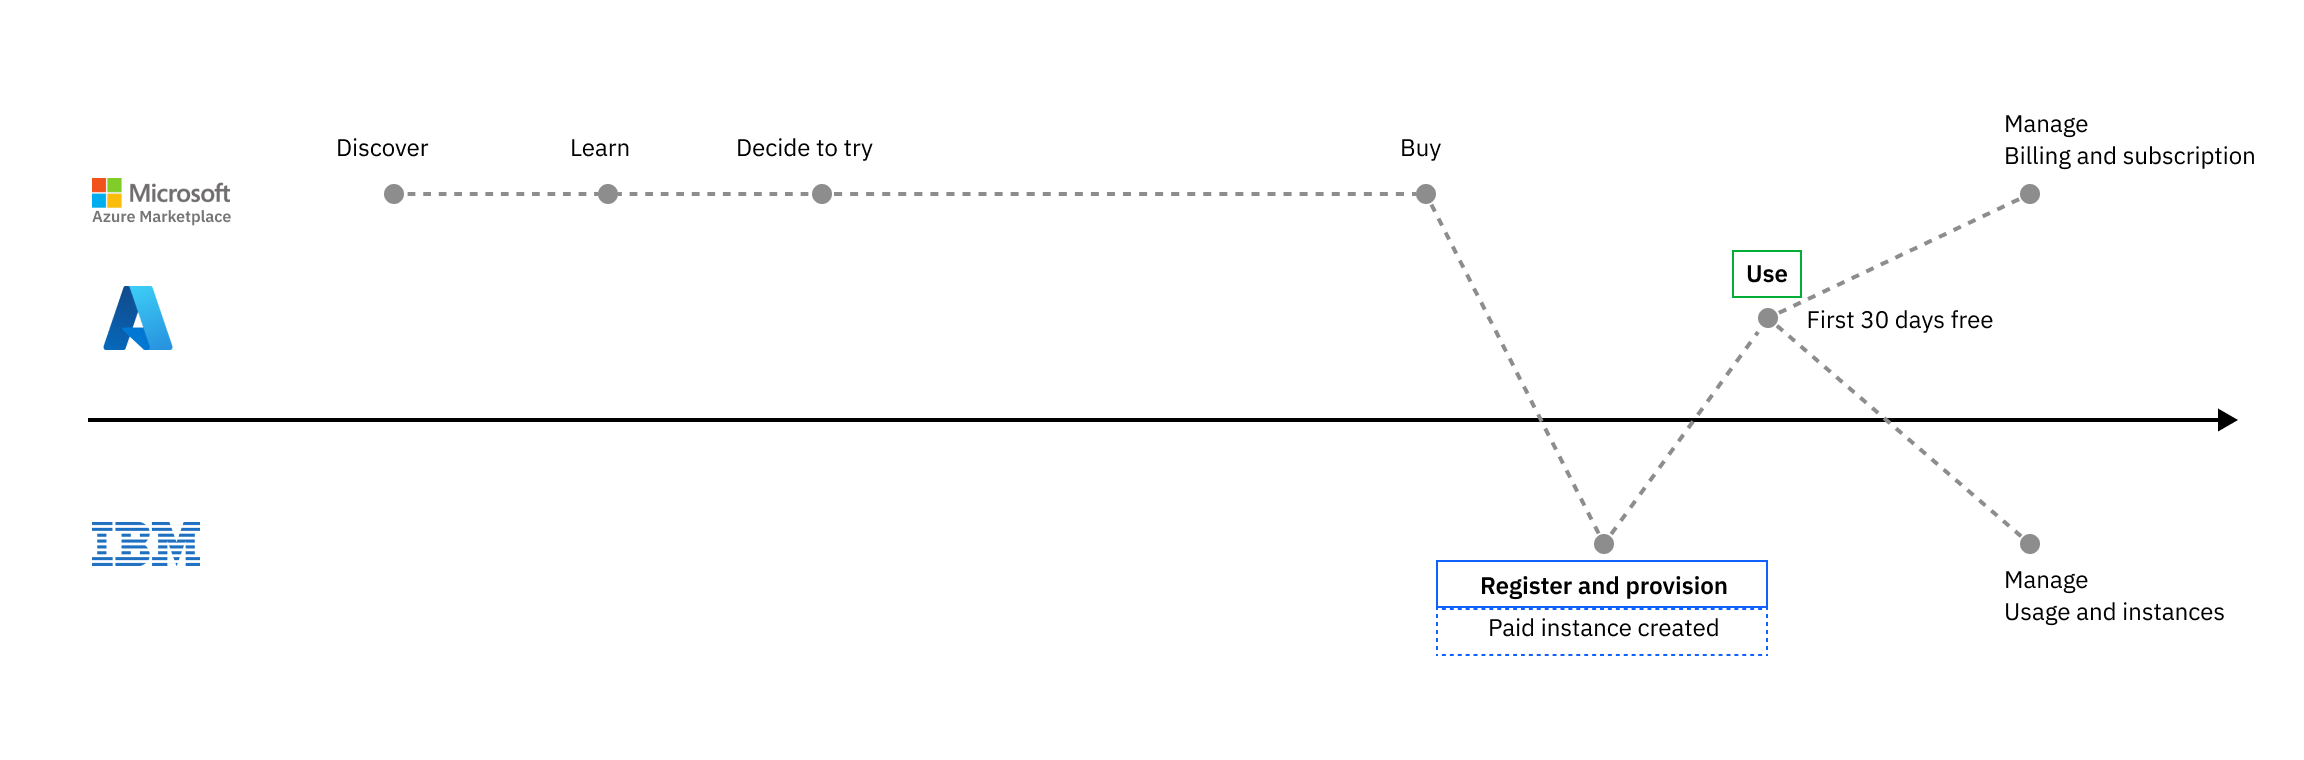 Discover
Learn
Decide to try
Buy
Manage
Billing and subscription
Microsoft
Azure Marketplace
Use
First 30 days free
IBM
Register and provision
Paid instance created
Manage
Usage and instances